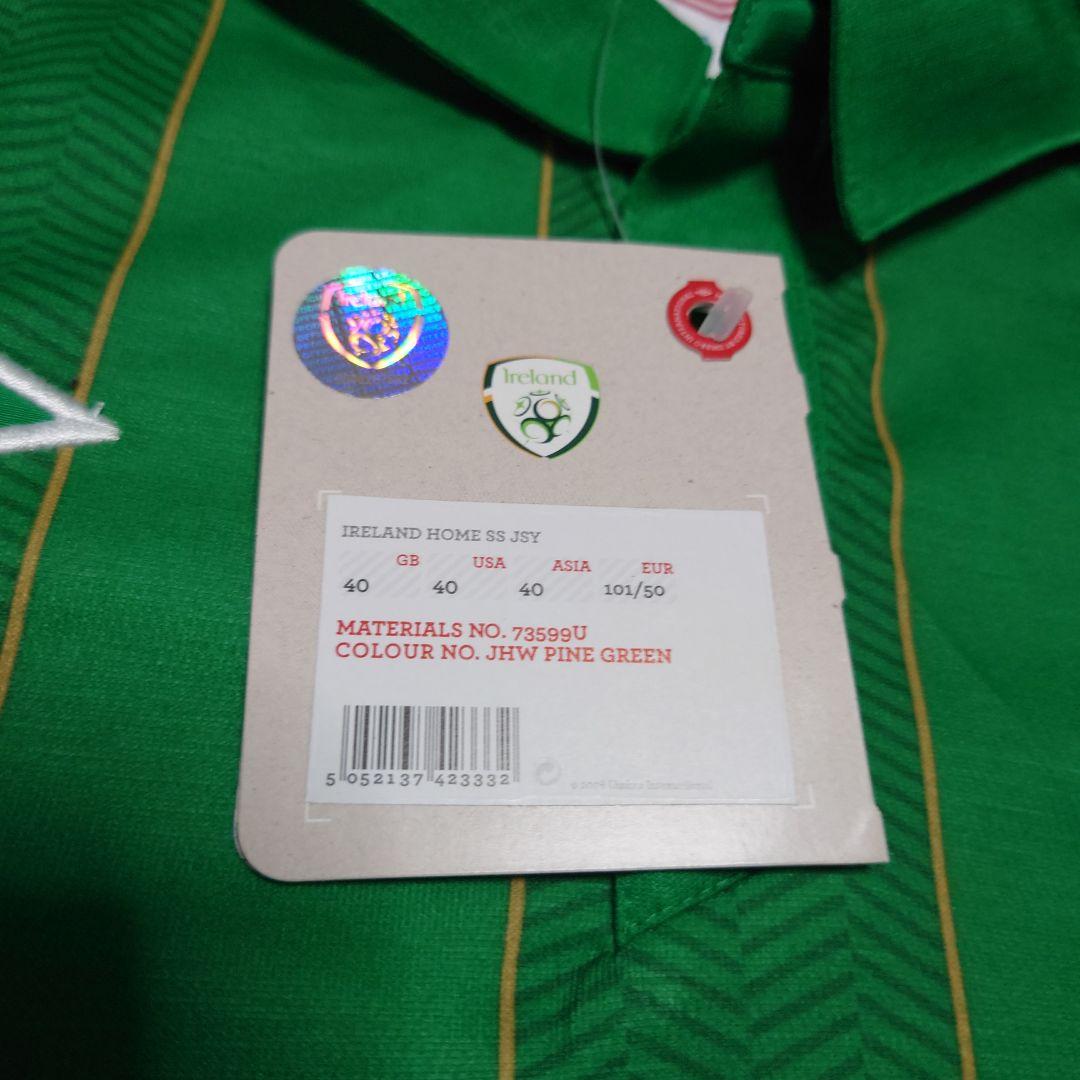 Ireland
Ireland
IRELAND HOME SS JSY
GB USA ASIA EUR
40 40 40 101/50
MATERIALS NO. 73599U
COLOUR NO. JHW PINE GREEN
5 052137 423332